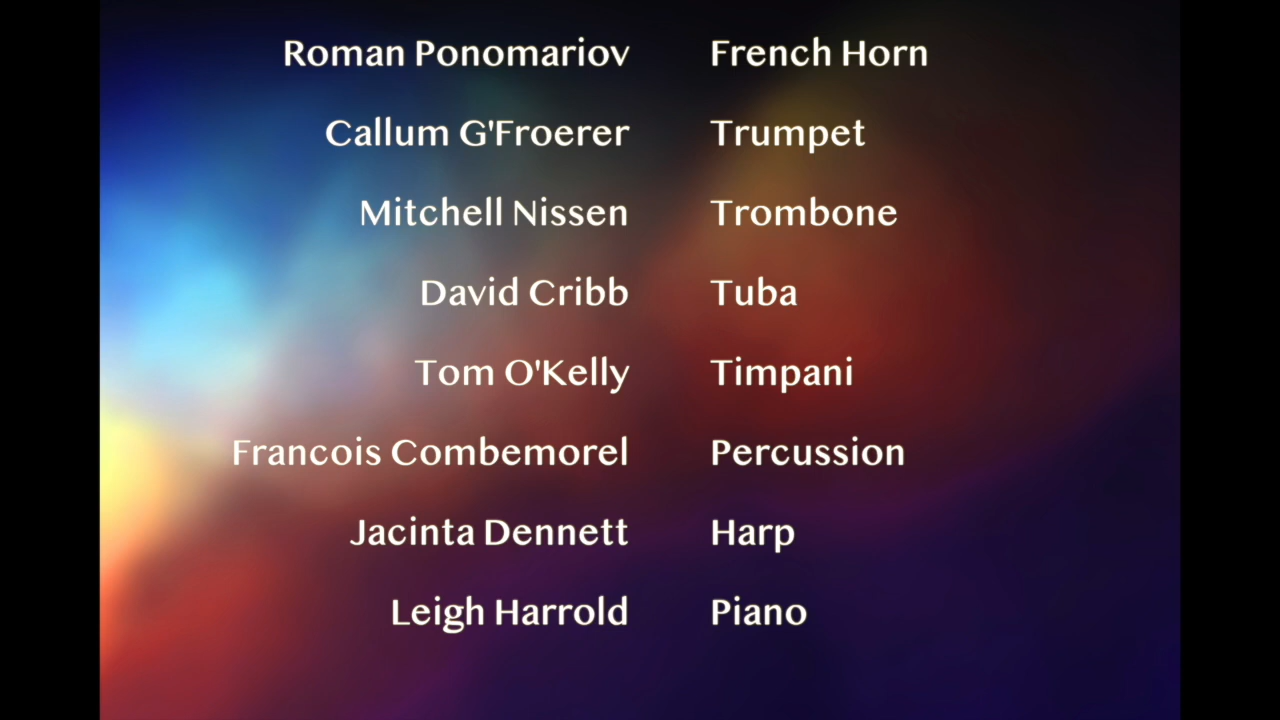 Roman Ponomariov French Horn
Callum G'Froerer Trumpet
Mitchell Nissen Trombone
David Cribb Tuba
Tom O'Kelly Timpani
Francois Combemorel Percussion
Jacinta Dennett Harp
Leigh Harrold Piano